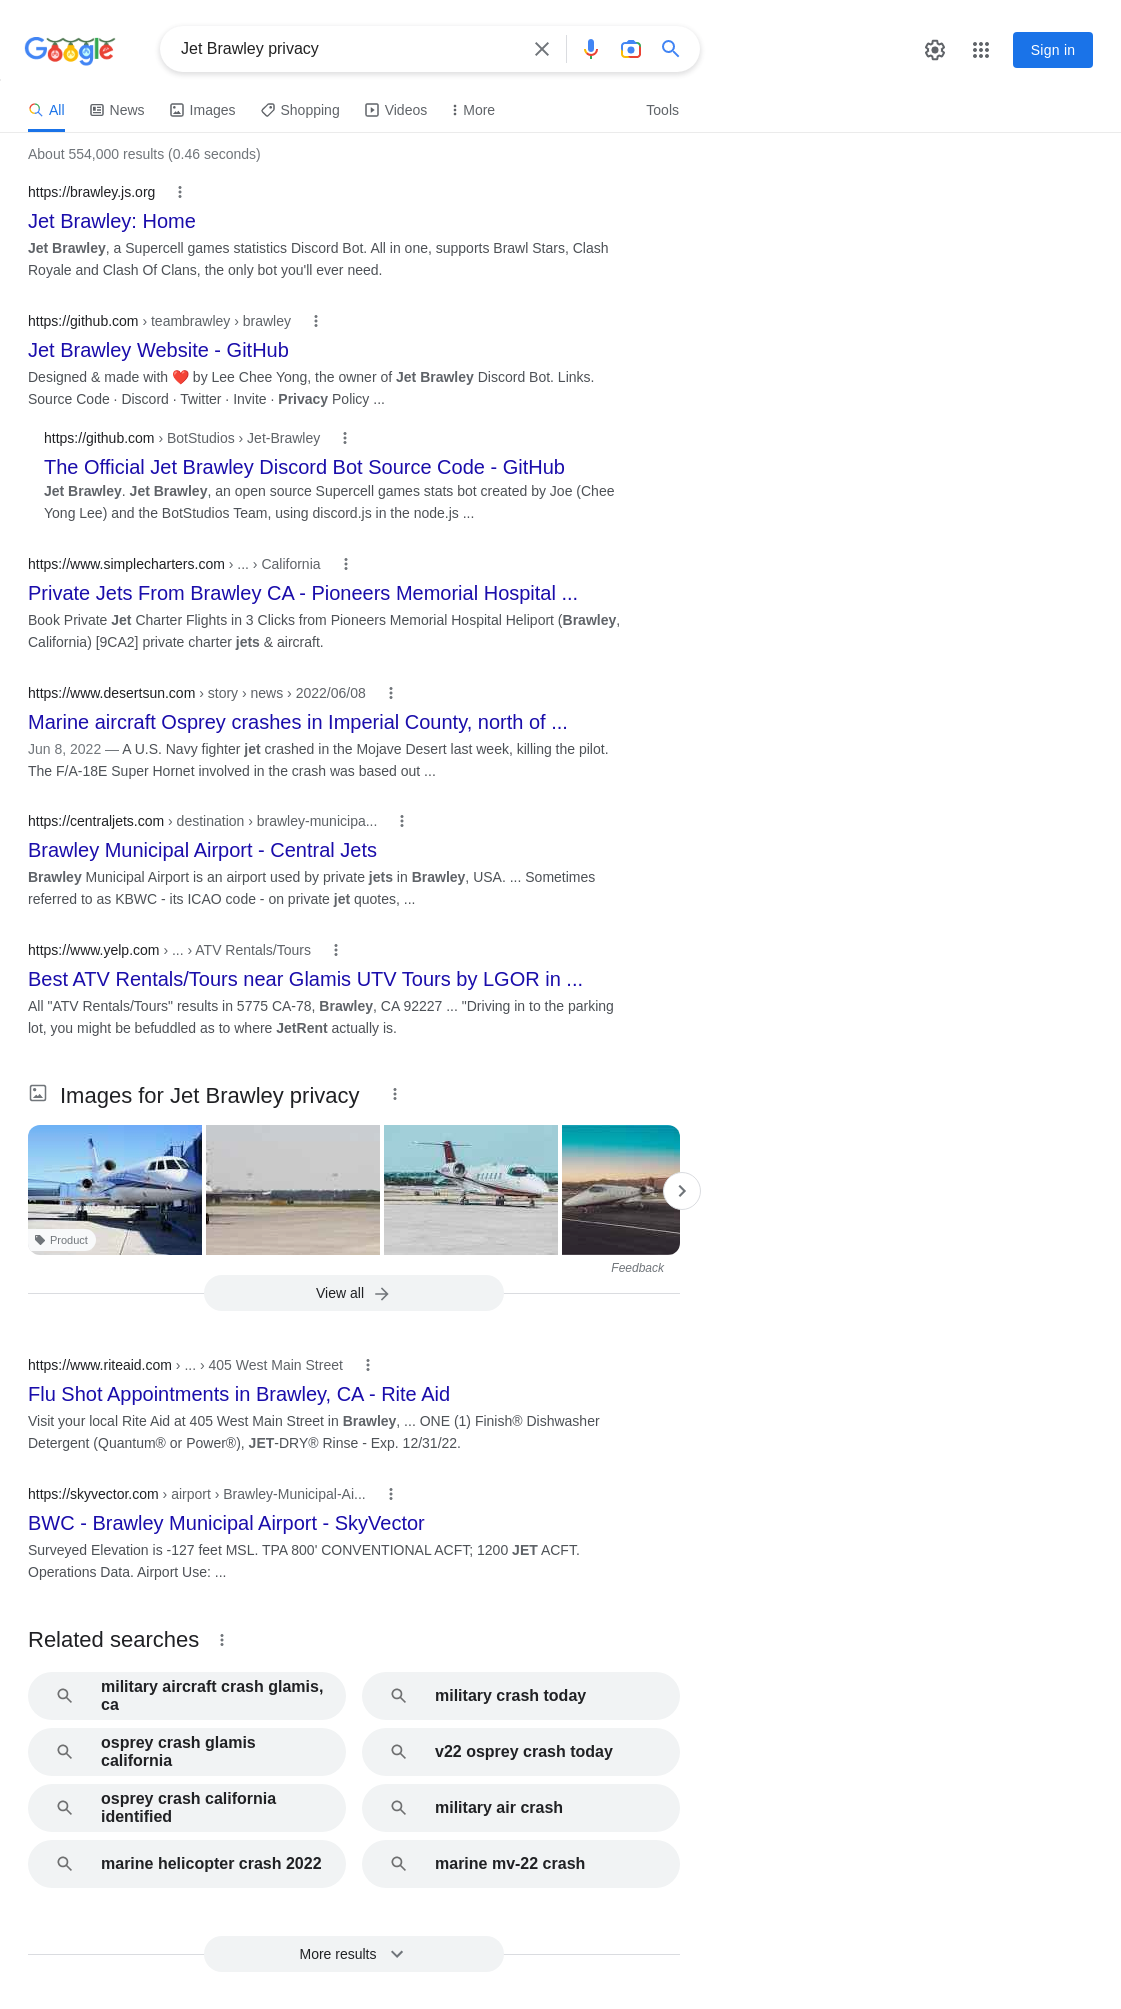 Google
Jet Brawley privacy
Sign in
All
News
Images
Shopping
Videos
More
Tools
About 554,000 results (0.46 seconds)
https://brawley.js.org
Jet Brawley: Home
Jet Brawley, a Supercell games statistics Discord Bot. All in one, supports Brawl Stars, Clash
Royale and Clash Of Clans, the only bot you'll ever need.
https://github.com › teambrawley › brawley
Jet Brawley Website - GitHub
Designed & made with ❤️ by Lee Chee Yong, the owner of Jet Brawley Discord Bot. Links.
Source Code · Discord · Twitter · Invite · Privacy Policy ...
https://github.com › BotStudios › Jet-Brawley
The Official Jet Brawley Discord Bot Source Code - GitHub
Jet Brawley. Jet Brawley, an open source Supercell games stats bot created by Joe (Chee
Yong Lee) and the BotStudios Team, using discord.js in the node.js ...
https://www.simplecharters.com › ... › California
Private Jets From Brawley CA - Pioneers Memorial Hospital ...
Book Private Jet Charter Flights in 3 Clicks from Pioneers Memorial Hospital Heliport (Brawley,
California) [9CA2] private charter jets & aircraft.
https://www.desertsun.com › story › news › 2022/06/08
Marine aircraft Osprey crashes in Imperial County, north of ...
Jun 8, 2022 — A U.S. Navy fighter jet crashed in the Mojave Desert last week, killing the pilot.
The F/A-18E Super Hornet involved in the crash was based out ...
https://centraljets.com › destination › brawley-municipa...
Brawley Municipal Airport - Central Jets
Brawley Municipal Airport is an airport used by private jets in Brawley, USA. ... Sometimes
referred to as KBWC - its ICAO code - on private jet quotes, ...
https://www.yelp.com › ... › ATV Rentals/Tours
Best ATV Rentals/Tours near Glamis UTV Tours by LGOR in ...
All "ATV Rentals/Tours" results in 5775 CA-78, Brawley, CA 92227 ... "Driving in to the parking
lot, you might be befuddled as to where JetRent actually is.
Images for Jet Brawley privacy
Product
Feedback
View all
https://www.riteaid.com › ... › 405 West Main Street
Flu Shot Appointments in Brawley, CA - Rite Aid
Visit your local Rite Aid at 405 West Main Street in Brawley, ... ONE (1) Finish® Dishwasher
Detergent (Quantum® or Power®), JET-DRY® Rinse - Exp. 12/31/22.
https://skyvector.com › airport › Brawley-Municipal-Ai...
BWC - Brawley Municipal Airport - SkyVector
Surveyed Elevation is -127 feet MSL. TPA 800' CONVENTIONAL ACFT; 1200 JET ACFT.
Operations Data. Airport Use: ...
Related searches
military aircraft crash glamis,
ca
military crash today
osprey crash glamis
california
v22 osprey crash today
osprey crash california
identified
military air crash
marine helicopter crash 2022
marine mv-22 crash
More results